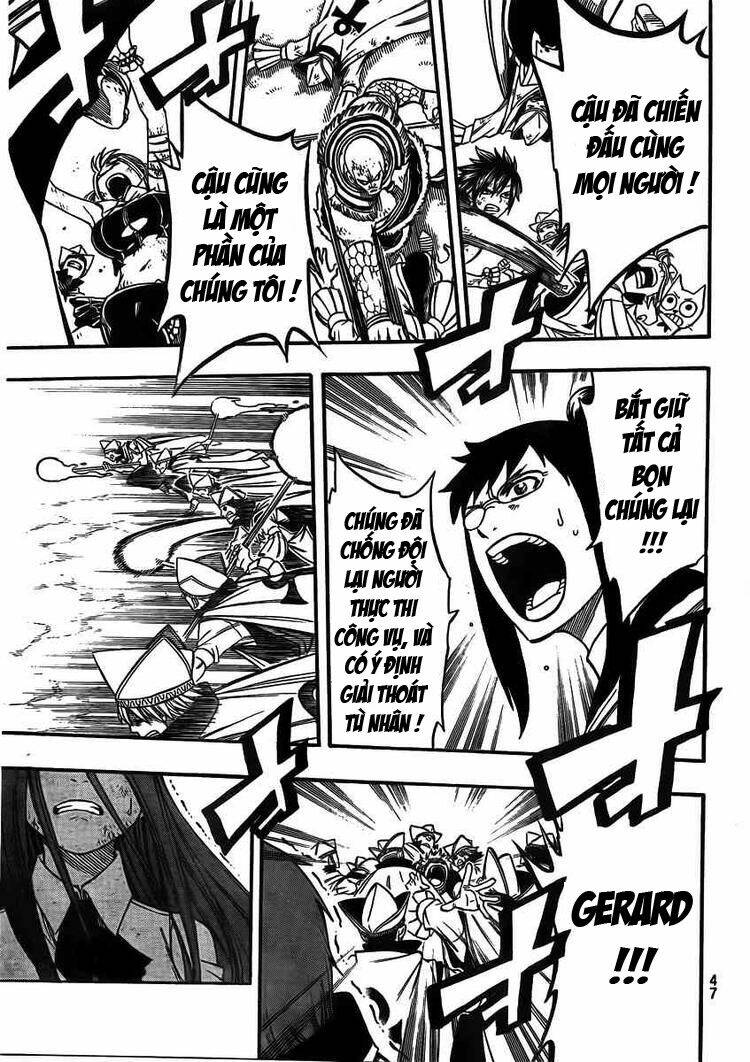 CẬU ĐÃ CHIẾN
ĐẤU CÙNG
MỌI NGƯỜI !
CẬU CŨNG
LÀ MỘT
PHẦN CỦA
CHÚNG TÔI !
BẮT GIỮ
TẤT CẢ
BỌN
CHÚNG LẠI
!!!
CHÚNG ĐÃ
CHỐNG ĐỐI
LẠI NGƯỜI
THỰC THI
CÔNG VỤ, VÀ
CÓ Ý ĐỊNH
GIẢI THOÁT
TÙ NHÂN !
GERARD
!!!
47